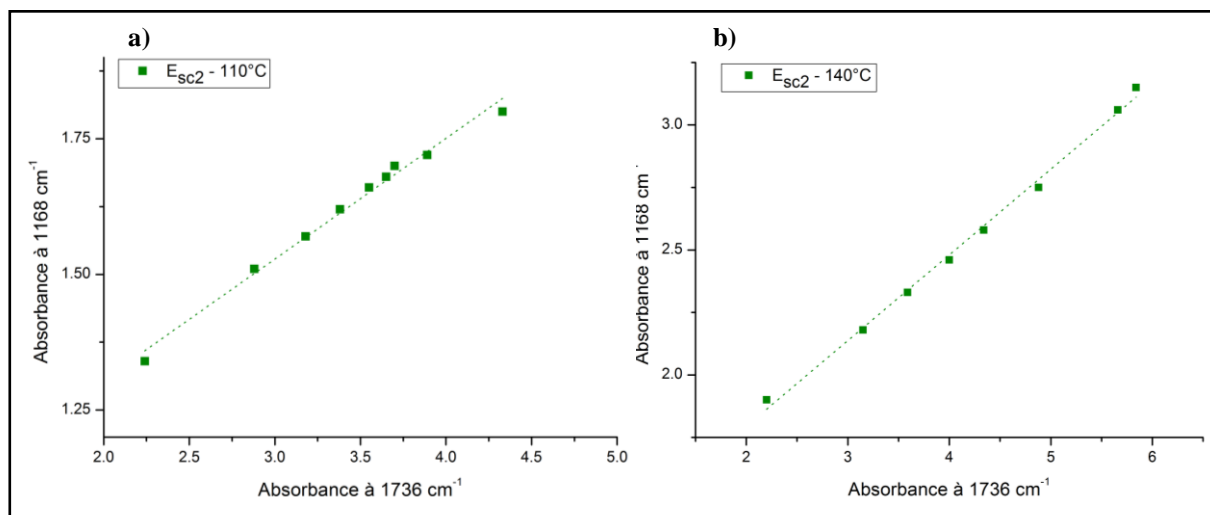 a)
E_sc2 - 110°C
1.75
1.50
1.25
Absorbance à 1168 cm⁻¹
2.0 2.5 3.0 3.5 4.0 4.5 5.0
Absorbance à 1736 cm⁻¹
b)
E_sc2 - 140°C
3.0
2.5
2.0
Absorbance à 1168 cm⁻¹
2 3 4 5 6
Absorbance à 1736 cm⁻¹